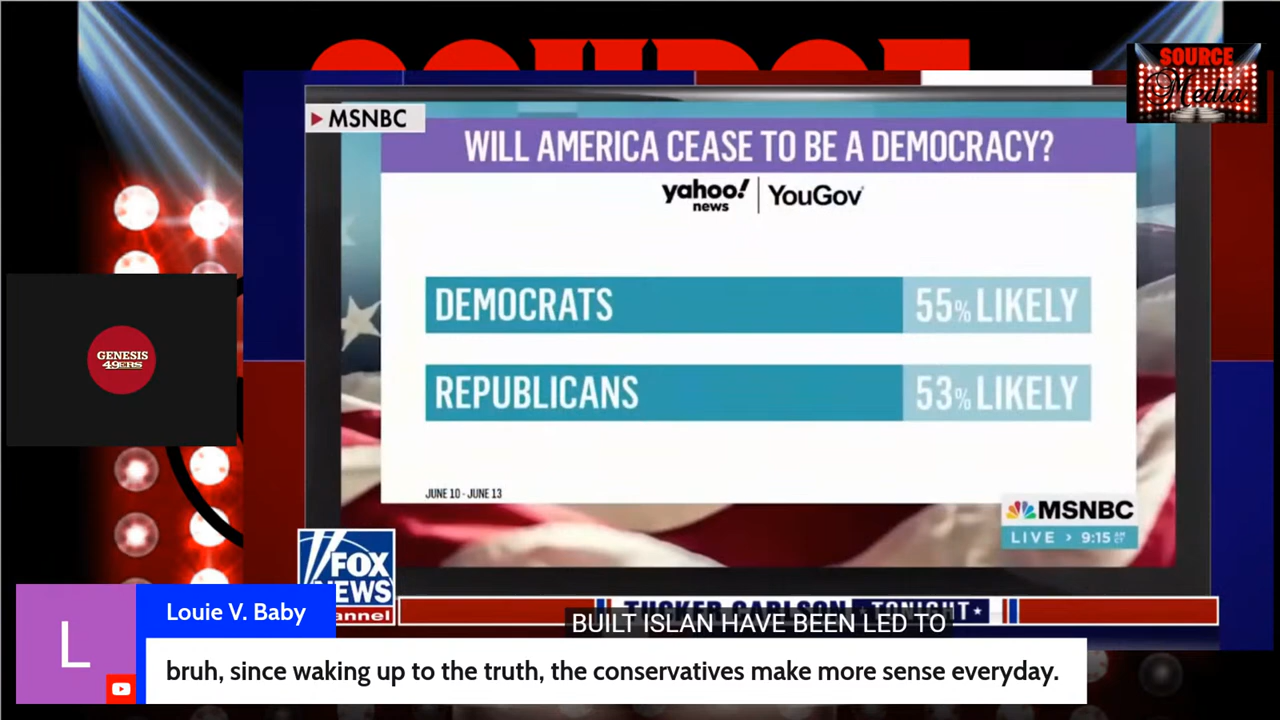 SOURCE
Media
MSNBC
WILL AMERICA CEASE TO BE A DEMOCRACY?
yahoo!
news
YouGov
DEMOCRATS 55% LIKELY
REPUBLICANS 53% LIKELY
GENESIS
49ERS
JUNE 10 - JUNE 13
MSNBC
LIVE > 9:15
FOX
NEWS
annel
TUCKER CARLSON TONIGHT
BUILT ISLAN HAVE BEEN LED TO
L
Louie V. Baby
bruh, since waking up to the truth, the conservatives make more sense everyday.